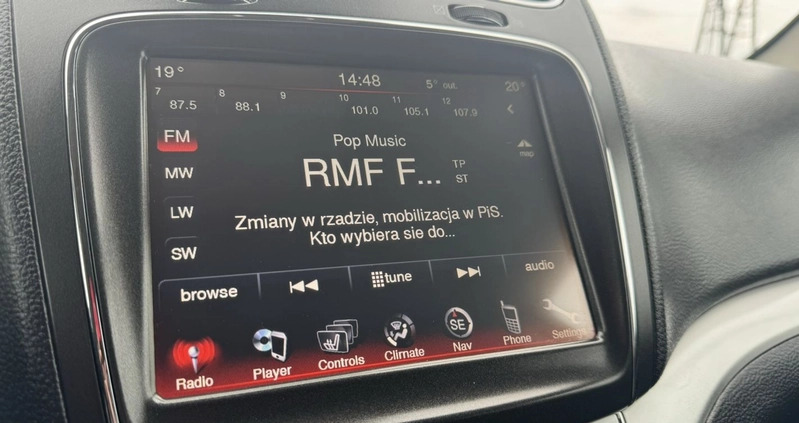 19° 14:48 5° out. 20°
7 8 9 10 11 12
87.5 88.1 101.0 105.1 107.9
FM
Pop Music
map
MW
RMF F... TP
ST
LW
Zmiany w rzadzie, mobilizacja w PiS.
Kto wybiera sie do...
SW
browse tune audio
SE
Radio Player Controls Climate Nav Phone Settings